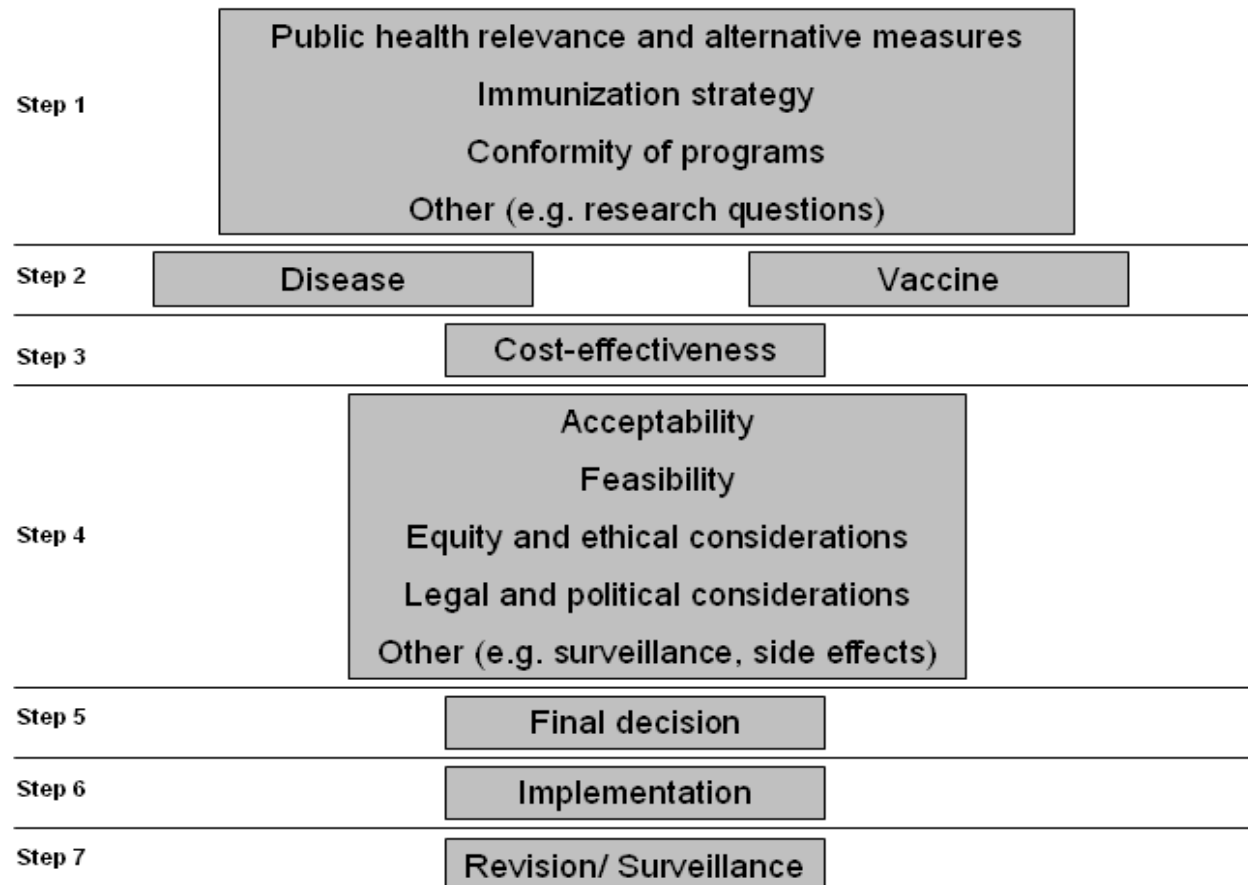 Step 1
Public health relevance and alternative measures
Immunization strategy
Conformity of programs
Other (e.g. research questions)
Step 2
Disease
Vaccine
Step 3
Cost-effectiveness
Step 4
Acceptability
Feasibility
Equity and ethical considerations
Legal and political considerations
Other (e.g. surveillance, side effects)
Step 5
Final decision
Step 6
Implementation
Step 7
Revision/ Surveillance